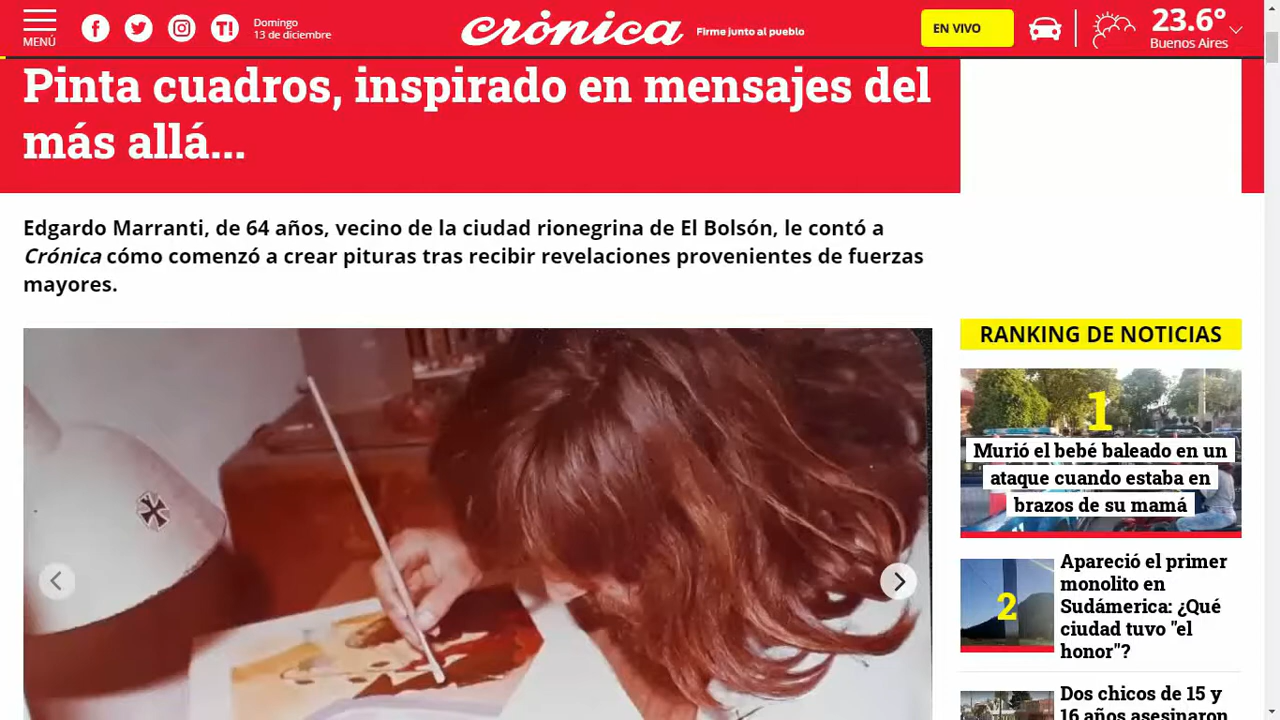 MENÚ
Domingo
13 de diciembre
crónica
Firme junto al pueblo
EN VIVO
23.6°
Buenos Aires
Pinta cuadros, inspirado en mensajes del
más allá...
Edgardo Marranti, de 64 años, vecino de la ciudad rionegrina de El Bolsón, le contó a
Crónica cómo comenzó a crear pituras tras recibir revelaciones provenientes de fuerzas
mayores.
RANKING DE NOTICIAS
1
Murió el bebé baleado en un
ataque cuando estaba en
brazos de su mamá
2
Apareció el primer
monolito en
Sudámerica: ¿Qué
ciudad tuvo "el
honor"?
Dos chicos de 15 y
16 años asesinaron